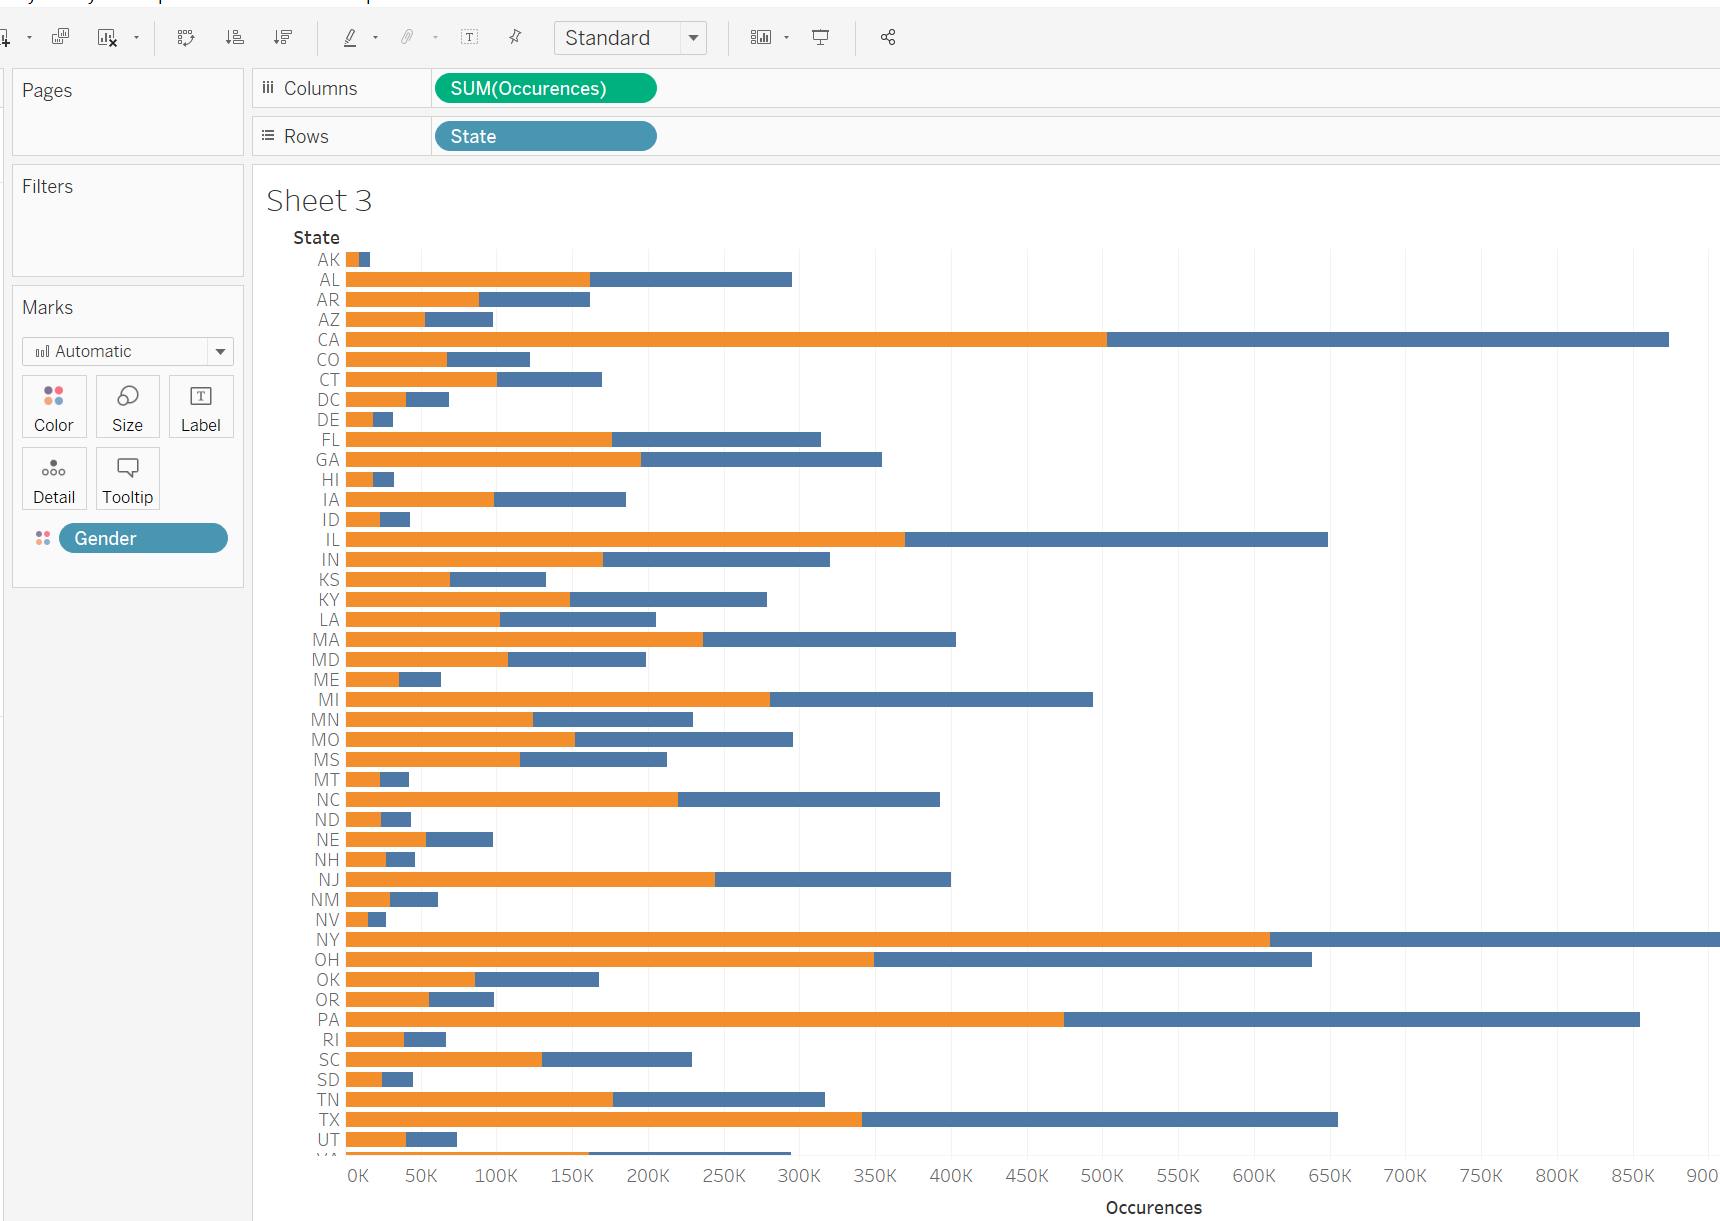 Standard
Pages
Columns
SUM(Occurences)
Rows
State
Filters
Marks
Automatic
Color
Size
Label
Detail
Tooltip
Gender
Sheet 3
State
AK
AL
AR
AZ
CA
CO
CT
DC
DE
FL
GA
HI
IA
ID
IL
IN
KS
KY
LA
MA
MD
ME
MI
MN
MO
MS
MT
NC
ND
NE
NH
NJ
NM
NV
NY
OH
OK
OR
PA
RI
SC
SD
TN
TX
UT
0K 50K 100K 150K 200K 250K 300K 350K 400K 450K 500K 550K 600K 650K 700K 750K 800K 850K 900
Occurences